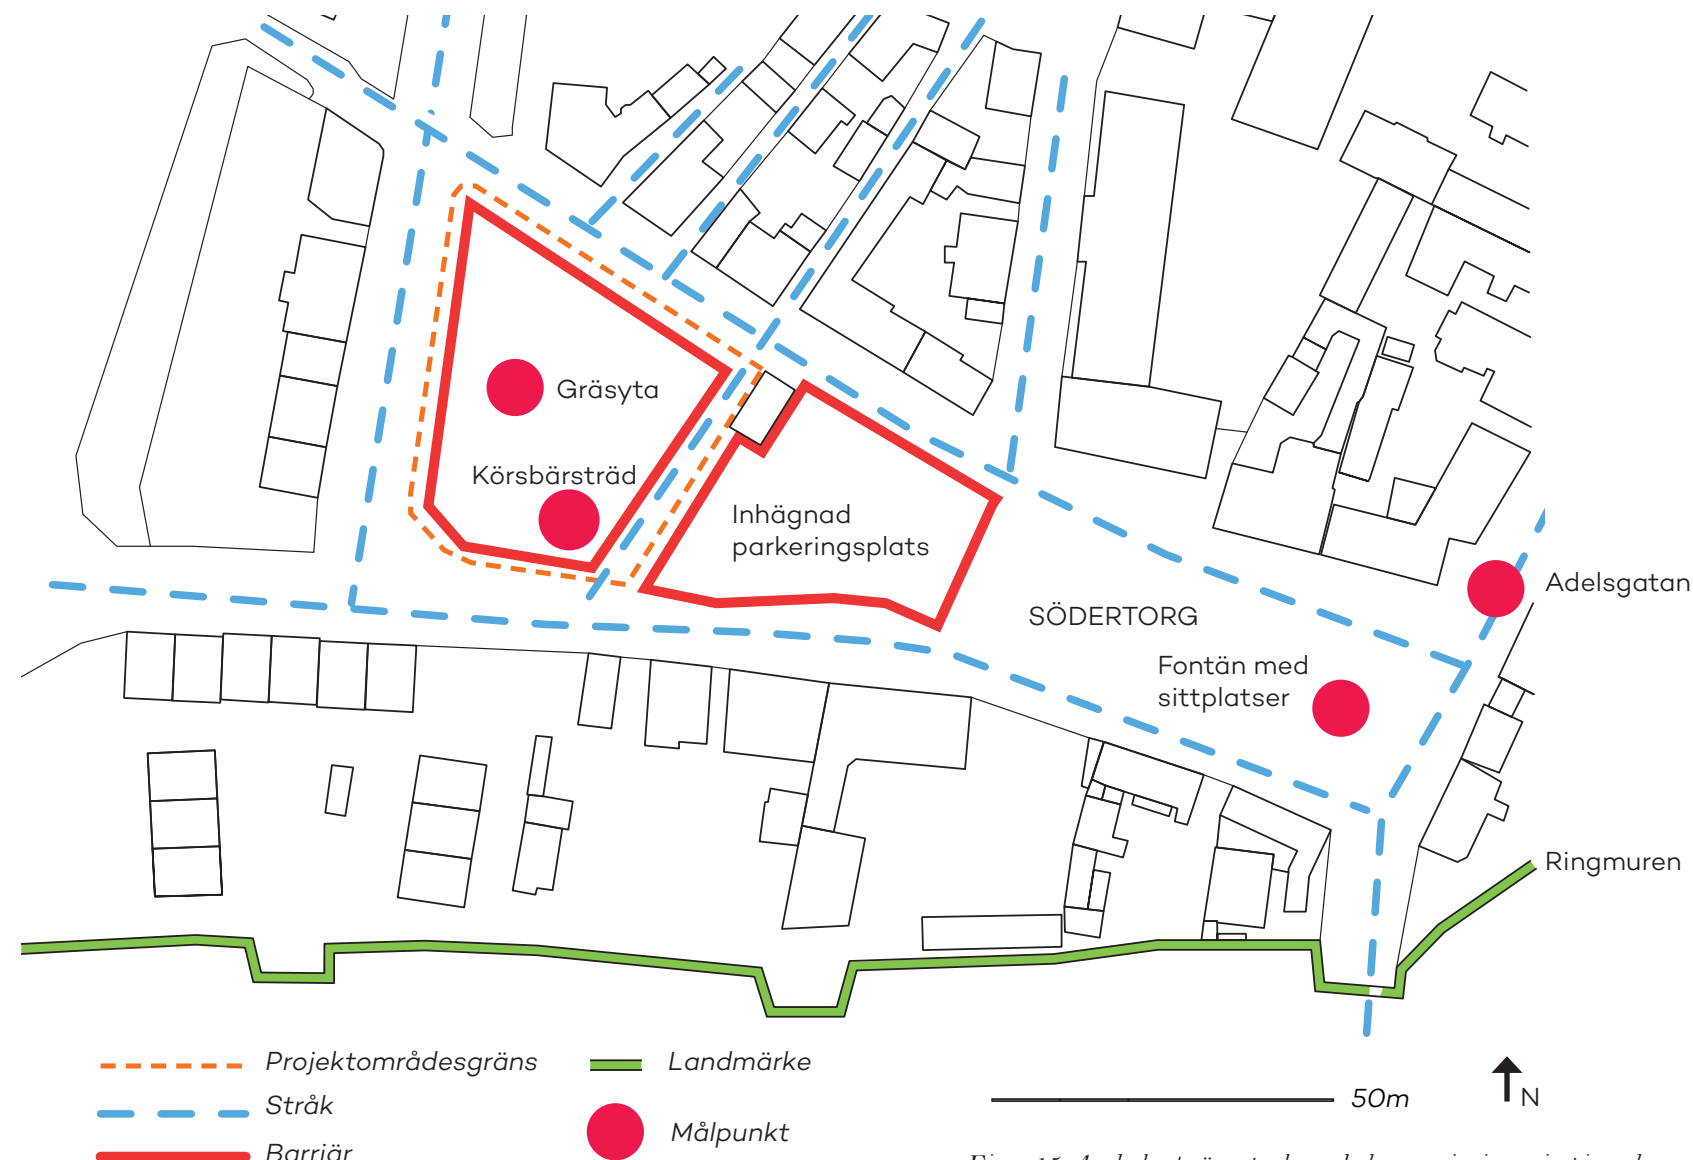 Gräsyta
Körsbärsträd
Inhägnad
parkeringsplats
SÖDERTORG
Adelsgatan
Fontän med
sittplatser
Ringmuren
Projektområdesgräns
Stråk
Barriär
Landmärke
Målpunkt
50m
N